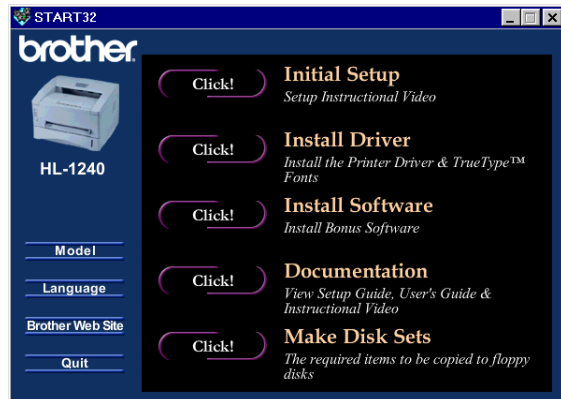 START32
brother
HL-1240
Model
Language
Brother Web Site
Quit
Click!
Initial Setup
Setup Instructional Video
Click!
Install Driver
Install the Printer Driver & TrueType™
Fonts
Click!
Install Software
Install Bonus Software
Click!
Documentation
View Setup Guide, User's Guide &
Instructional Video
Click!
Make Disk Sets
The required items to be copied to floppy
disks